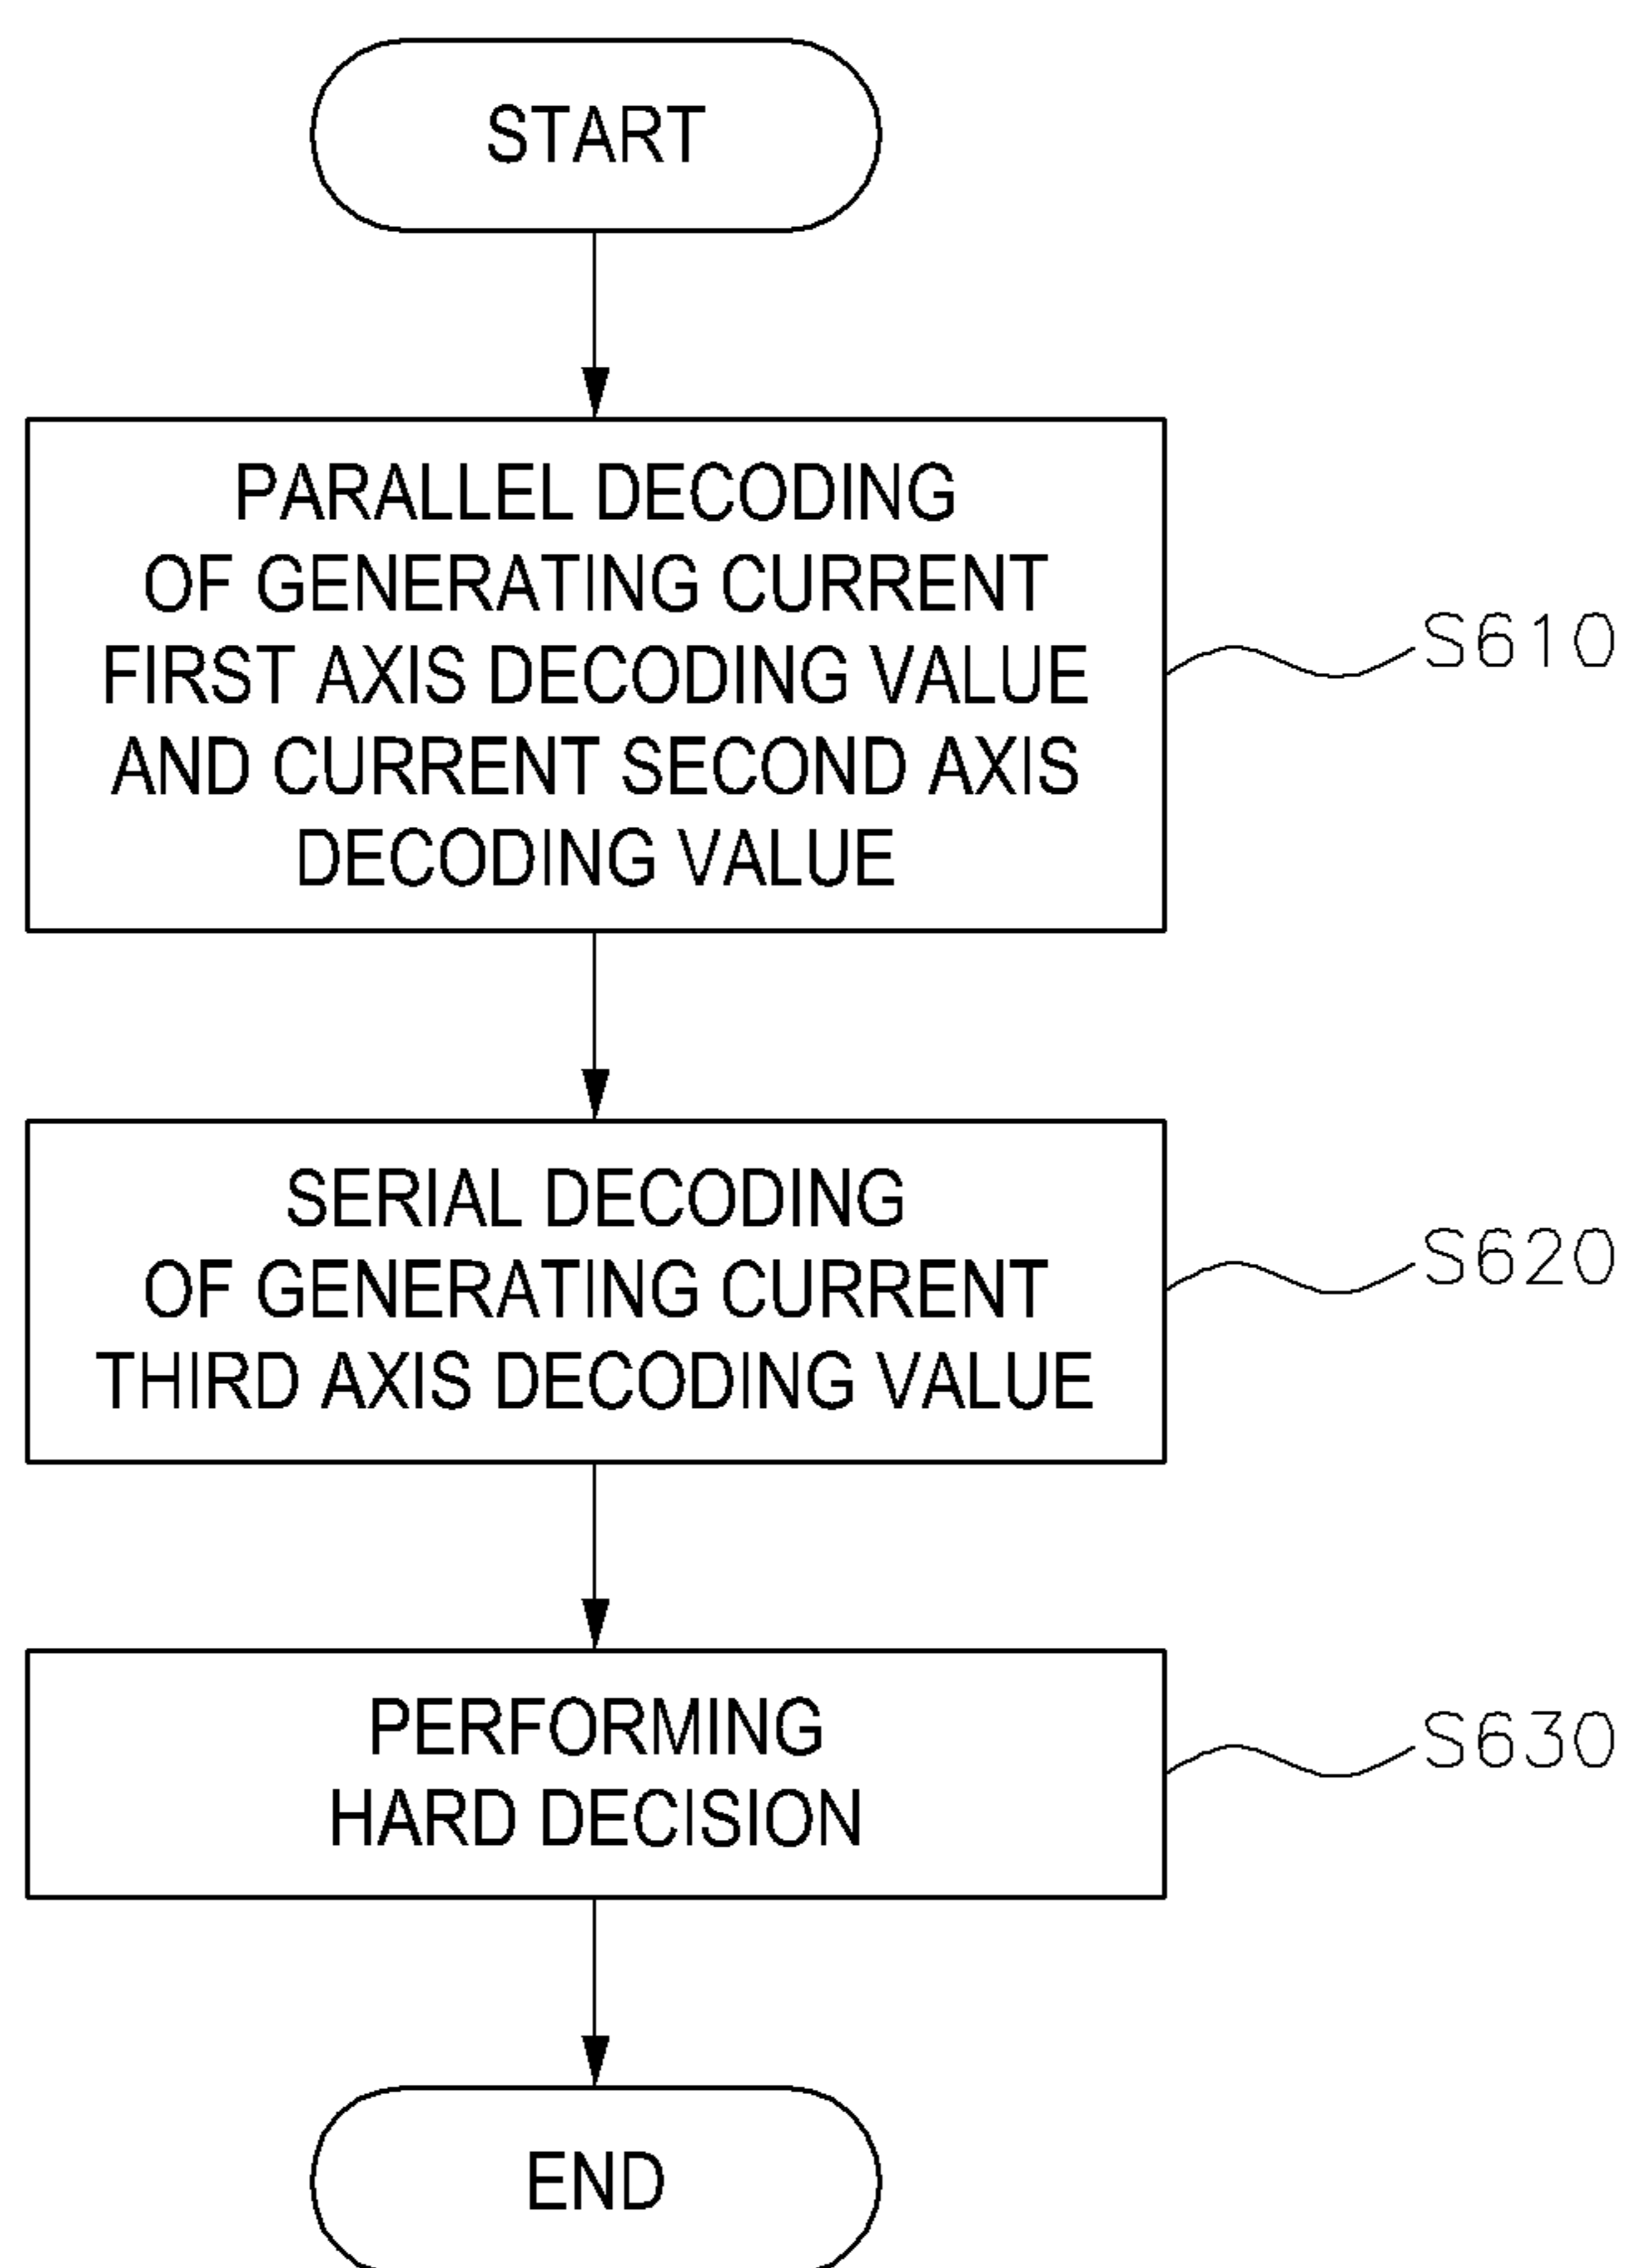 START
PARALLEL DECODING
OF GENERATING CURRENT
FIRST AXIS DECODING VALUE
AND CURRENT SECOND AXIS
DECODING VALUE
S610
SERIAL DECODING
OF GENERATING CURRENT
THIRD AXIS DECODING VALUE
S620
PERFORMING
HARD DECISION
S630
END